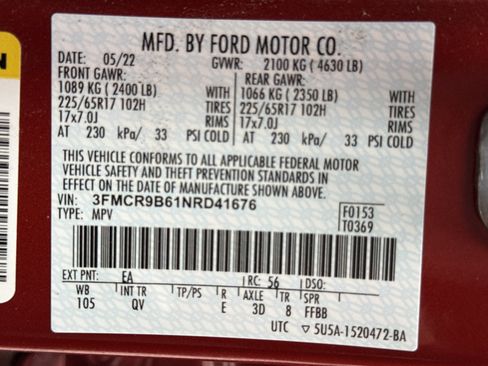 MFD. BY FORD MOTOR CO.
DATE: 05/22 GVWR: 2100 KG ( 4630 LB)
FRONT GAWR: REAR GAWR:
1089 KG ( 2400 LB) 1066 KG ( 2350 LB)
225/65R17 102H TIRES 225/65R17 102H TIRES
17x7.0J RIMS 17x7.0J RIMS
AT 230 kPa/ 33 PSI COLD AT 230 kPa/ 33 PSI COLD
THIS VEHICLE CONFORMS TO ALL APPLICABLE FEDERAL MOTOR
VEHICLE SAFETY AND THEFT PREVENTION STANDARDS IN
EFFECT ON THE DATE OF MANUFACTURE SHOWN ABOVE.
VIN: 3FMCR9B61NRD41676
TYPE: MPV F0153
T0369
EXT PNT: EA RC: 56 DSO:
WB INT TR TP/PS R AXLE TR SPR
105 QV E 3D 8 FFBB
UTC 5U5A-1520472-BA